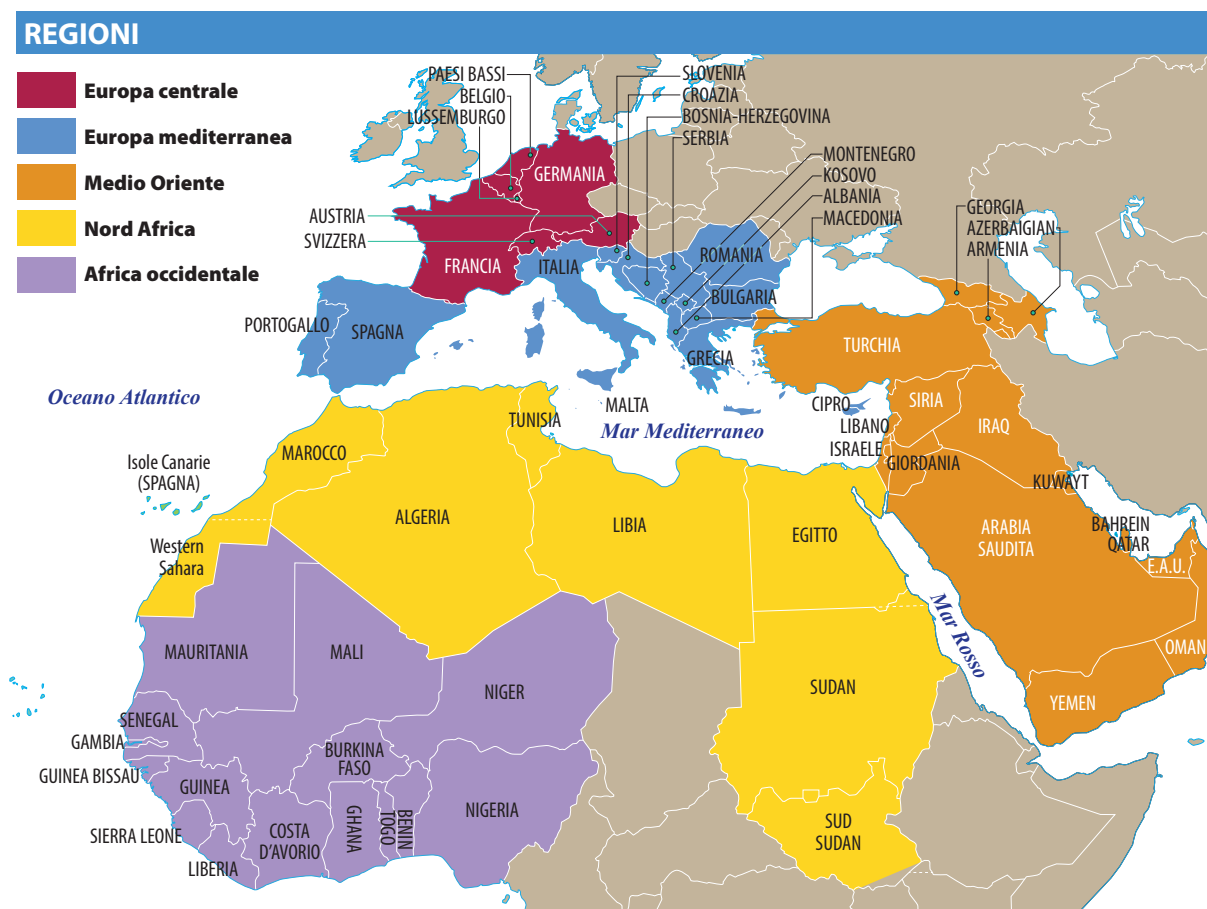 REGIONI
Europa centrale
Europa mediterranea
Medio Oriente
Nord Africa
Africa occidentale
PAESI BASSI
BELGIO
LUSSEMBURGO
SLOVENIA
CROAZIA
BOSNIA-HERZEGOVINA
SERBIA
MONTENEGRO
KOSOVO
ALBANIA
MACEDONIA
GERMANIA
AUSTRIA
SVIZZERA
FRANCIA
ITALIA
ROMANIA
BULGARIA
GEORGIA
AZERBAIGIAN
ARMENIA
PORTOGALLO
SPAGNA
GRECIA
TURCHIA
Oceano Atlantico
MALTA
Mar Mediterraneo
CIPRO
LIBANO
ISRAELE
SIRIA
IRAQ
GIORDANIA
KUWAYT
TUNISIA
MAROCCO
Isole Canarie
(SPAGNA)
ALGERIA
LIBIA
EGITTO
ARABIA
SAUDITA
BAHREIN
QATAR
E.A.U.
Western
Sahara
Mar Rosso
OMAN
YEMEN
MAURITANIA
MALI
NIGER
SUDAN
SENEGAL
GAMBIA
GUINEA BISSAU
GUINEA
BURKINA
FASO
SIERRA LEONE
LIBERIA
COSTA
D'AVORIO
GHANA
TOGO
BENIN
NIGERIA
SUD
SUDAN